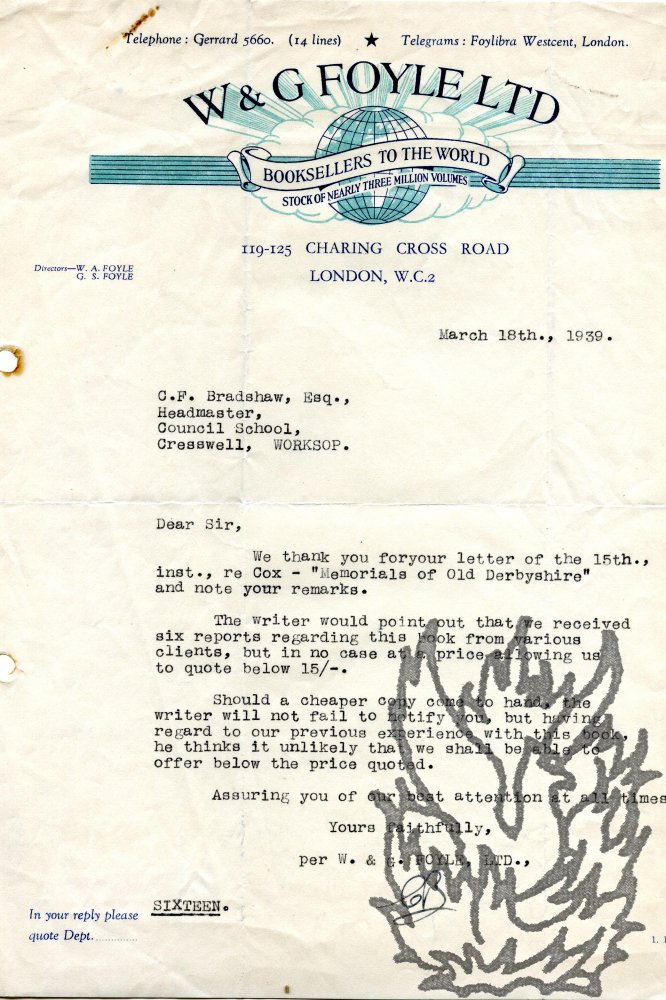 Telephone : Gerrard 5660. (14 lines) ★ Telegrams : Foylibra Westcent, London.
W & G FOYLE LTD
BOOKSELLERS TO THE WORLD
STOCK OF NEARLY THREE MILLION VOLUMES
119-125 CHARING CROSS ROAD
LONDON, W.C.2
Directors—W. A. FOYLE
G. S. FOYLE
March 18th., 1939.
C.F. Bradshaw, Esq.,
Headmaster,
Council School,
Cresswell, WORKSOP.
Dear Sir,
We thank you foryour letter of the 15th.,
inst., re Cox - "Memorials of Old Derbyshire"
and note your remarks.
The writer would point out that we received
six reports regarding this book from various
clients, but in no case at a price allowing us
to quote below 15/-.
Should a cheaper copy come to hand, the
writer will not fail to notify you, but having
regard to our previous experience with this book,
he thinks it unlikely that we shall be able to
offer below the price quoted.
Assuring you of our best attention at all times
Yours faithfully,
per W. & G. FOYLE, LTD.,
SIXTEEN.
In your reply please
quote Dept. ..............